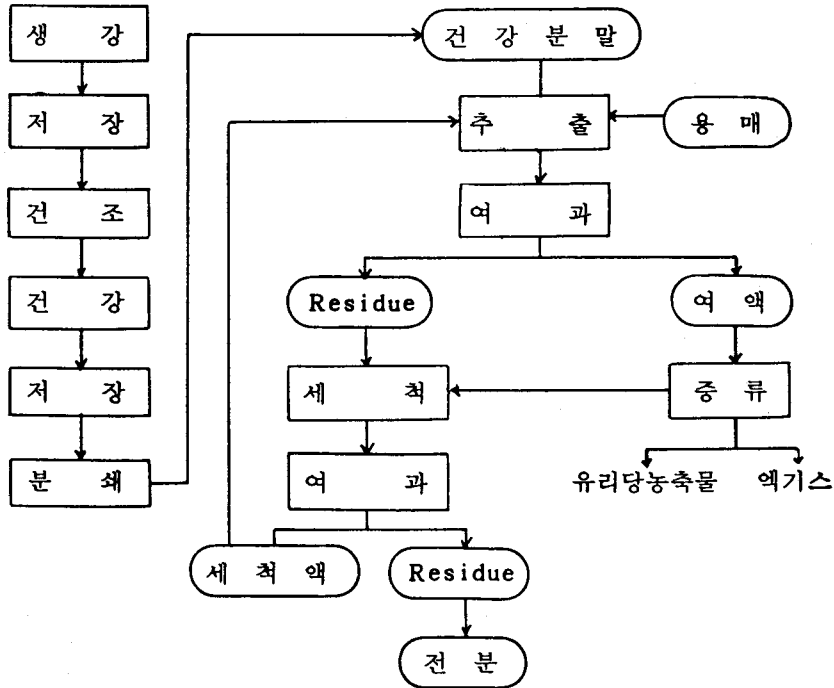 생 강
저 장
건 조
건 강
저 장
분 쇄
건 강 분 말
추 출
용 매
여 과
Residue
여 액
세 척
증 류
여 과
유리당농축물
엑기스
세 척 액
Residue
전 분